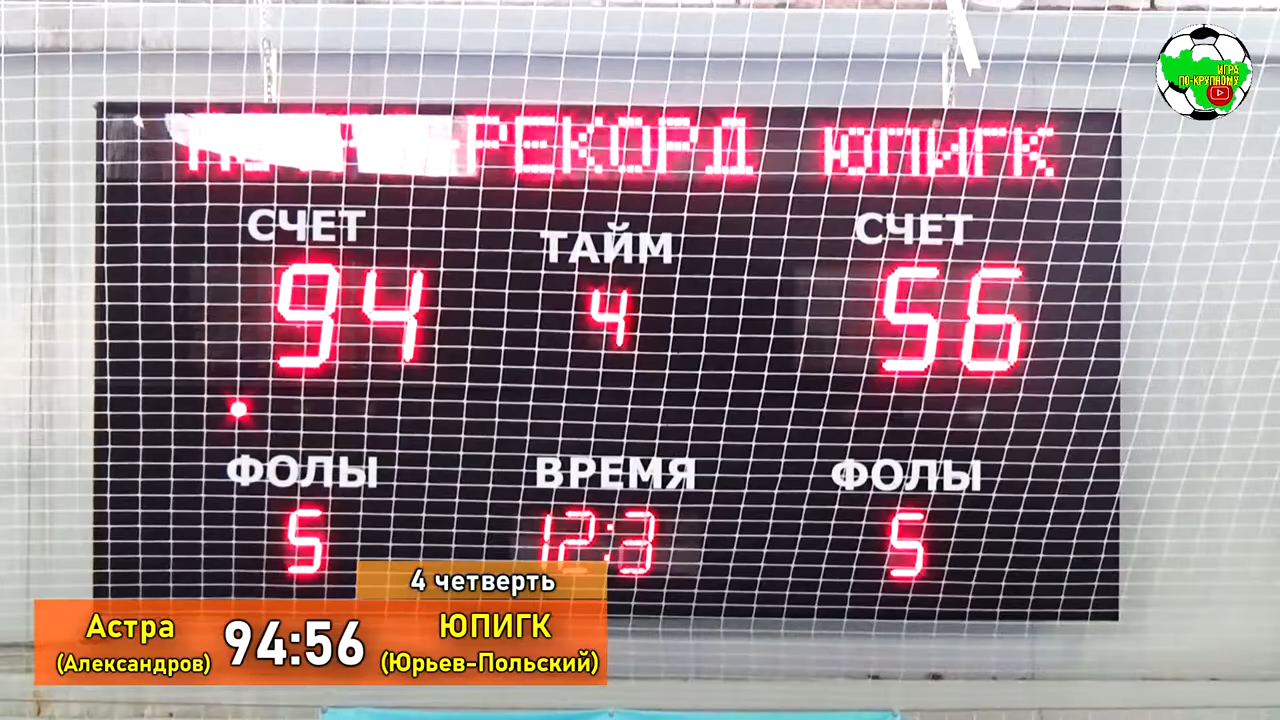 ИГРА
ПО-КРУПНОМУ
РЕКОРД ЮПИГК
СЧЕТ ТАЙМ СЧЕТ
94 4 56
ФОЛЫ ВРЕМЯ ФОЛЫ
5 12:3 5
4 четверть
Астра 94:56 ЮПИГК
(Александров) (Юрьев-Польский)